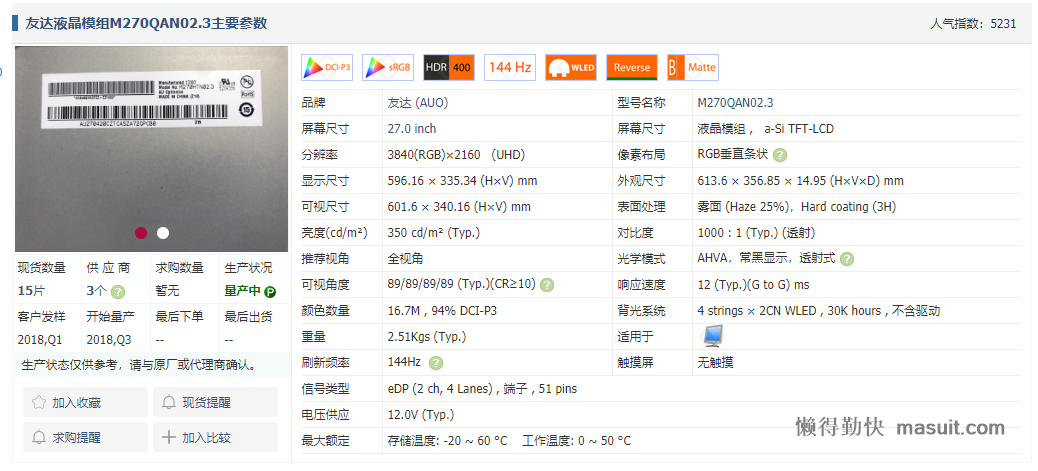 友达液晶模组M270QAN02.3主要参数
人气指数：5231
Model No. M270HTN02.3
AU Optronics
MADE IN CHINA
现货数量 供应商 求购数量 生产状况
15片 3个 ? 暂无 量产中 P
客户发样 开始量产 最后下单 最后出货
2018,Q1 2018,Q3 -- --
生产状态仅供参考，请与原厂或代理商确认。
加入收藏 现货提醒
求购提醒 加入比较
DCI-P3 sRGB HDR 400 144 Hz WLED Reverse B Matte
品牌 友达 (AUO) 型号名称 M270QAN02.3
屏幕尺寸 27.0 inch 屏幕尺寸 液晶模组 ， a-Si TFT-LCD
分辨率 3840(RGB)×2160 (UHD) 像素布局 RGB垂直条状 ?
显示尺寸 596.16 × 335.34 (H×V) mm 外观尺寸 613.6 × 356.85 × 14.95 (H×V×D) mm
可视尺寸 601.6 × 340.16 (H×V) mm 表面处理 雾面 (Haze 25%)，Hard coating (3H)
亮度(cd/m²) 350 cd/m² (Typ.) 对比度 1000 : 1 (Typ.) (透射)
推荐视角 全视角 光学模式 AHVA，常黑显示，透射式 ?
可视角度 89/89/89/89 (Typ.)(CR≥10) ? 响应速度 12 (Typ.)(G to G) ms
颜色数量 16.7M , 94% DCI-P3 背光系统 4 strings × 2CN WLED , 30K hours , 不含驱动
重量 2.51Kgs (Typ.) 适用于
刷新频率 144Hz ? 触摸屏 无触摸
信号类型 eDP (2 ch, 4 Lanes) , 端子 , 51 pins
电压供应 12.0V (Typ.)
最大额定 存储温度: -20 ~ 60 °C 工作温度: 0 ~ 50 °C
懒得勤快 masuit.com